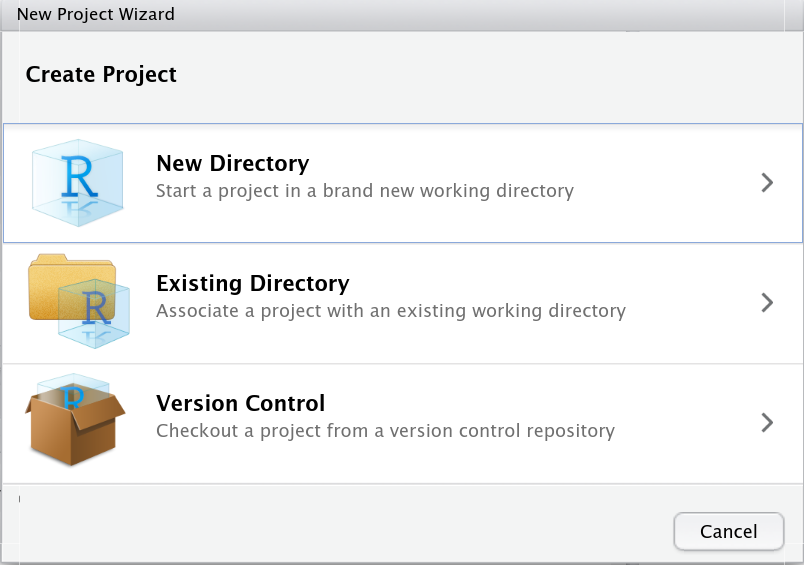 New Project Wizard
Create Project
R
New Directory
Start a project in a brand new working directory
R
Existing Directory
Associate a project with an existing working directory
R
Version Control
Checkout a project from a version control repository
Cancel